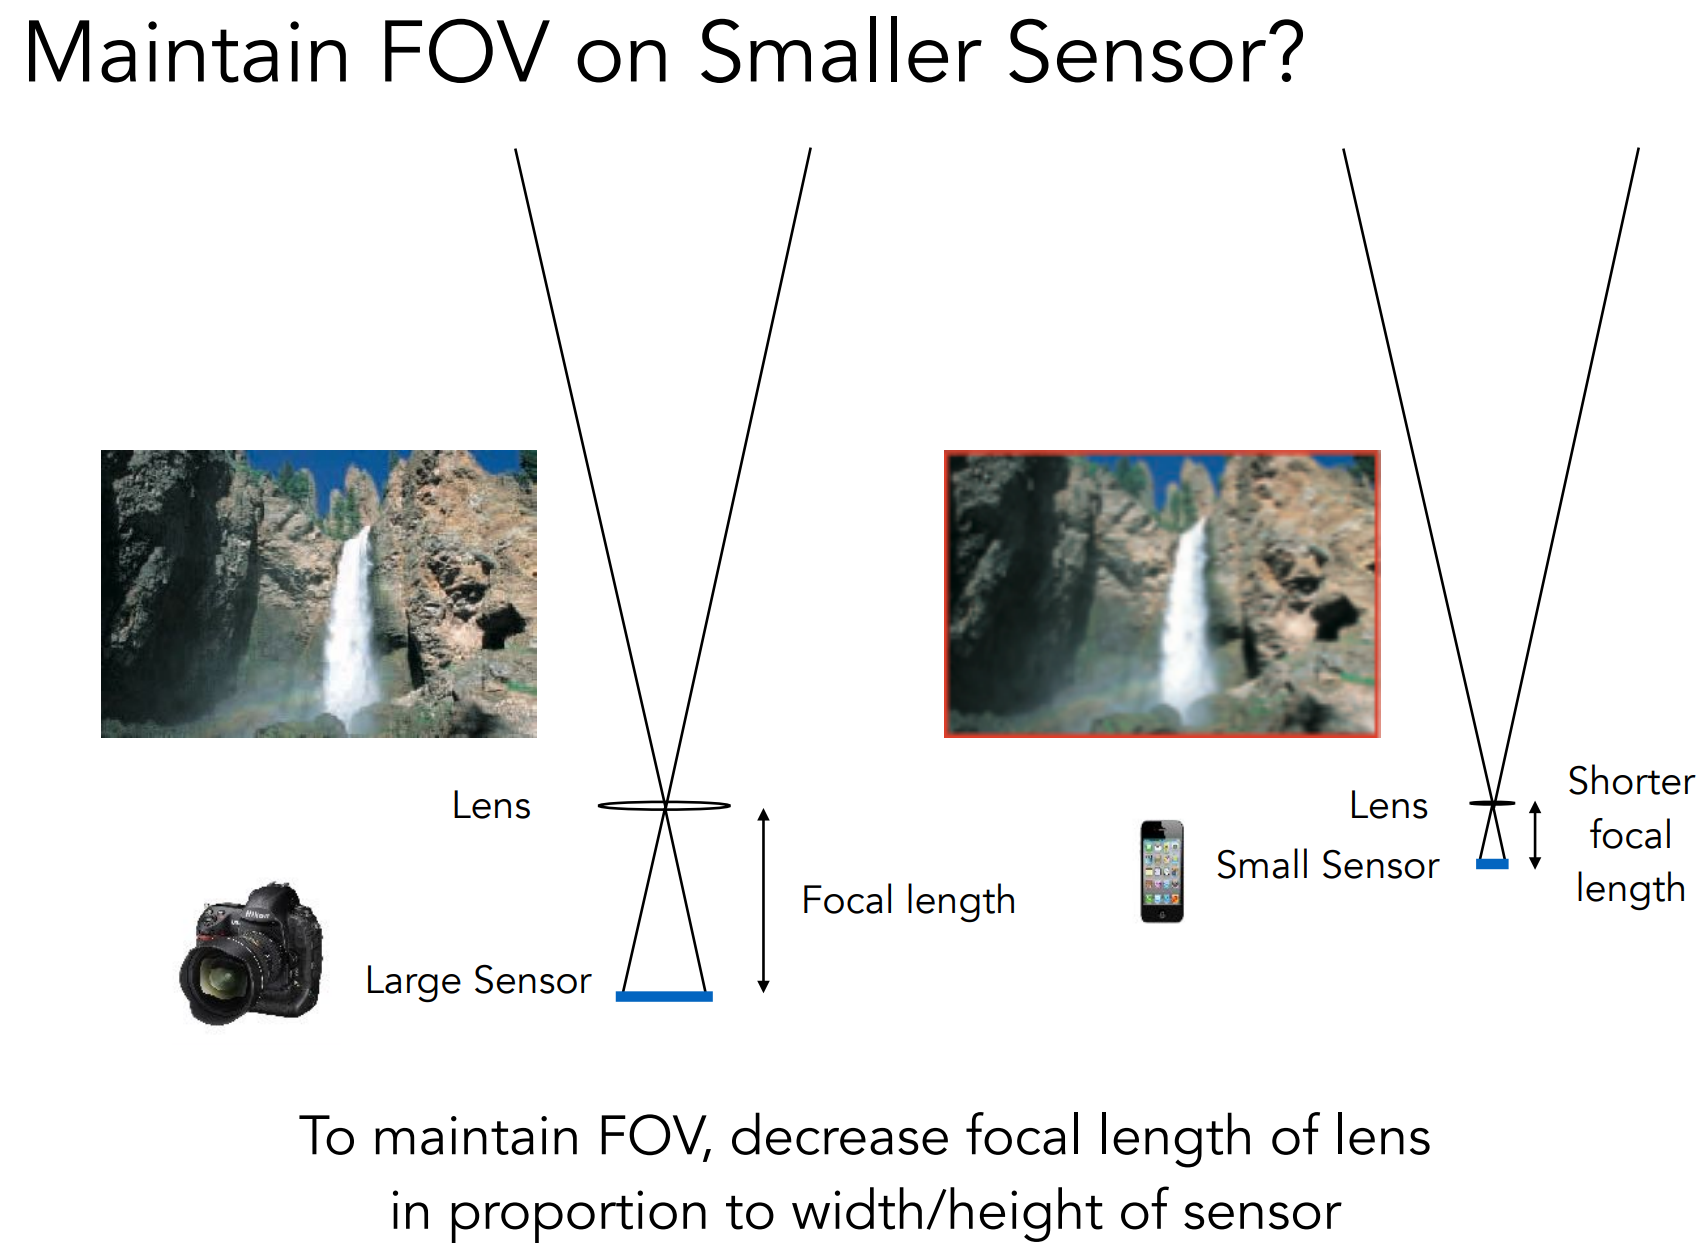 Maintain FOV on Smaller Sensor?
Lens
Focal length
Large Sensor
Nikon
Lens
Small Sensor
Shorter
focal
length
To maintain FOV, decrease focal length of lens
in proportion to width/height of sensor